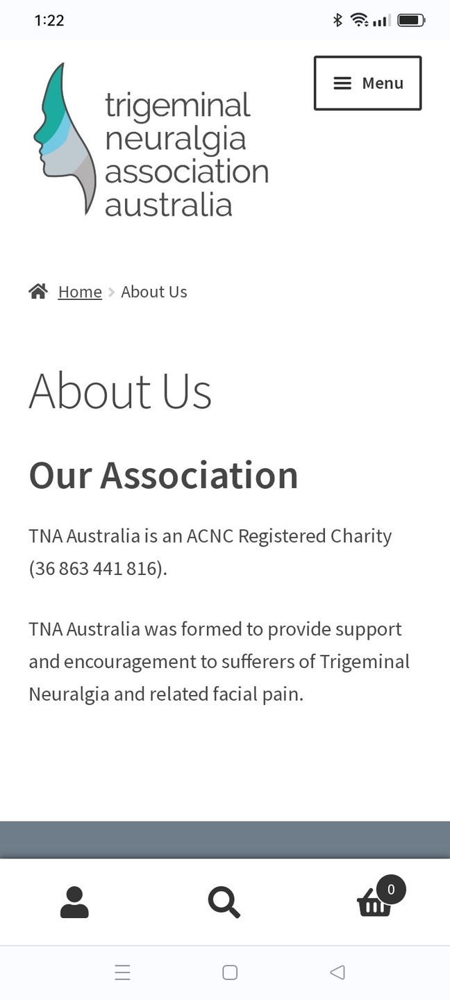 1:22
Menu
trigeminal
neuralgia
association
australia
Home About Us
About Us
Our Association
TNA Australia is an ACNC Registered Charity
(36 863 441 816).
TNA Australia was formed to provide support
and encouragement to sufferers of Trigeminal
Neuralgia and related facial pain.
0